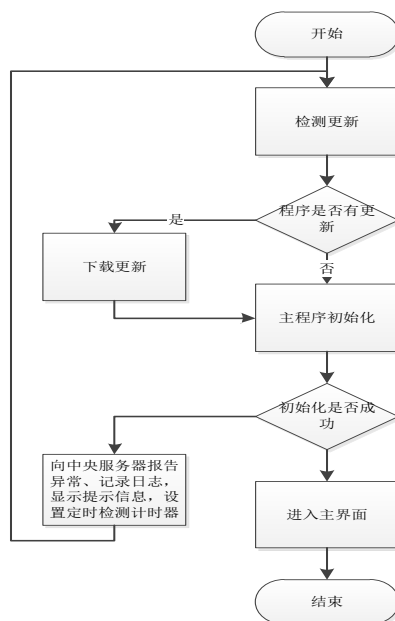 开始
检测更新
程序是否有更
新
是
下载更新
否
主程序初始化
初始化是否成
功
向中央服务器报告
异常、记录日志，
显示提示信息，设
置定时检测计时器
进入主界面
结束